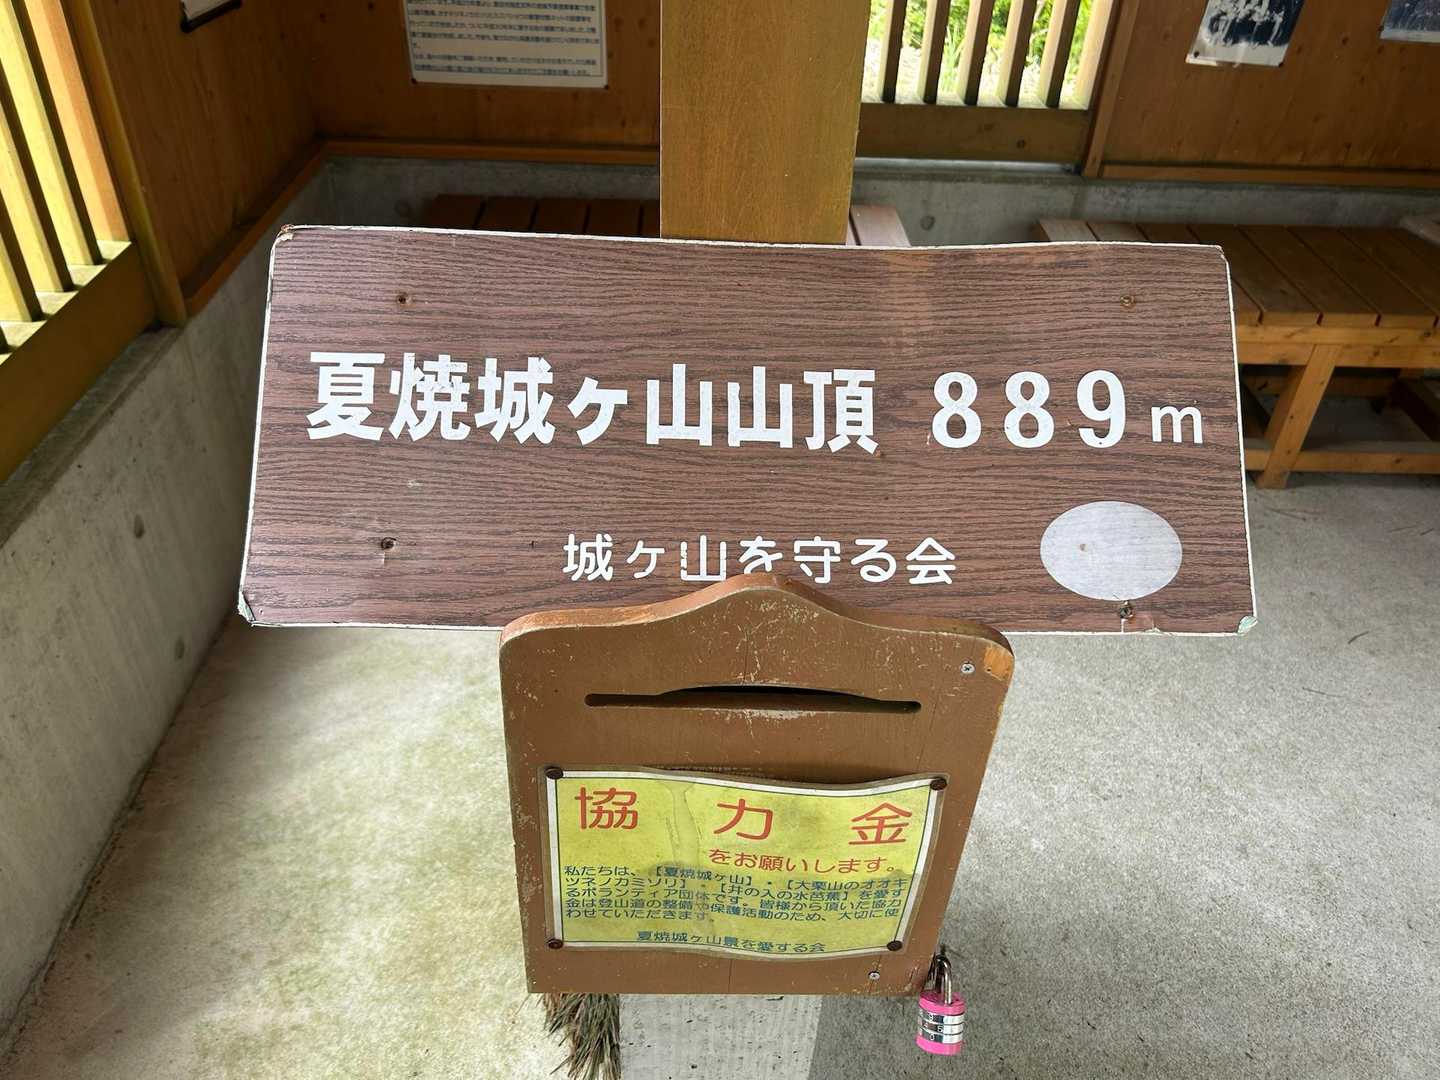 夏焼城ヶ山山頂 889m
城ヶ山を守る会
協力金
をお願いします。
私たちは、【夏焼城ヶ山】・【大栗山のオオキ
ツネノカミソリ】・【井の入の水芭蕉】を愛す
るボランティア団体です。皆様から頂いた協力
金は登山道の整備や保護活動のため、大切に使
わせていただきます。
夏焼城ヶ山景を愛する会